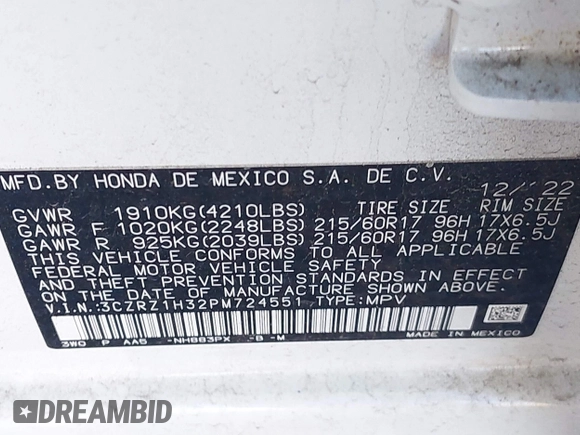 MFD.BY HONDA DE MEXICO S.A. DE C.V. 12/22
GVWR 1910KG(4210LBS) TIRE SIZE RIM SIZE
GAWR F 1020KG(2248LBS) 215/60R17 96H 17X6.5J
GAWR R 925KG(2039LBS) 215/60R17 96H 17X6.5J
THIS VEHICLE CONFORMS TO ALL APPLICABLE
FEDERAL MOTOR VEHICLE SAFETY AND
THEFT PREVENTION STANDARDS IN EFFECT
ON THE DATE OF MANUFACTURE SHOWN ABOVE.
V.I.N.:3CZRZ1H32PM724551 TYPE:MPV
3W0 P AA5 -NH883PX -B -M MADE IN MEXICO
DREAMBID